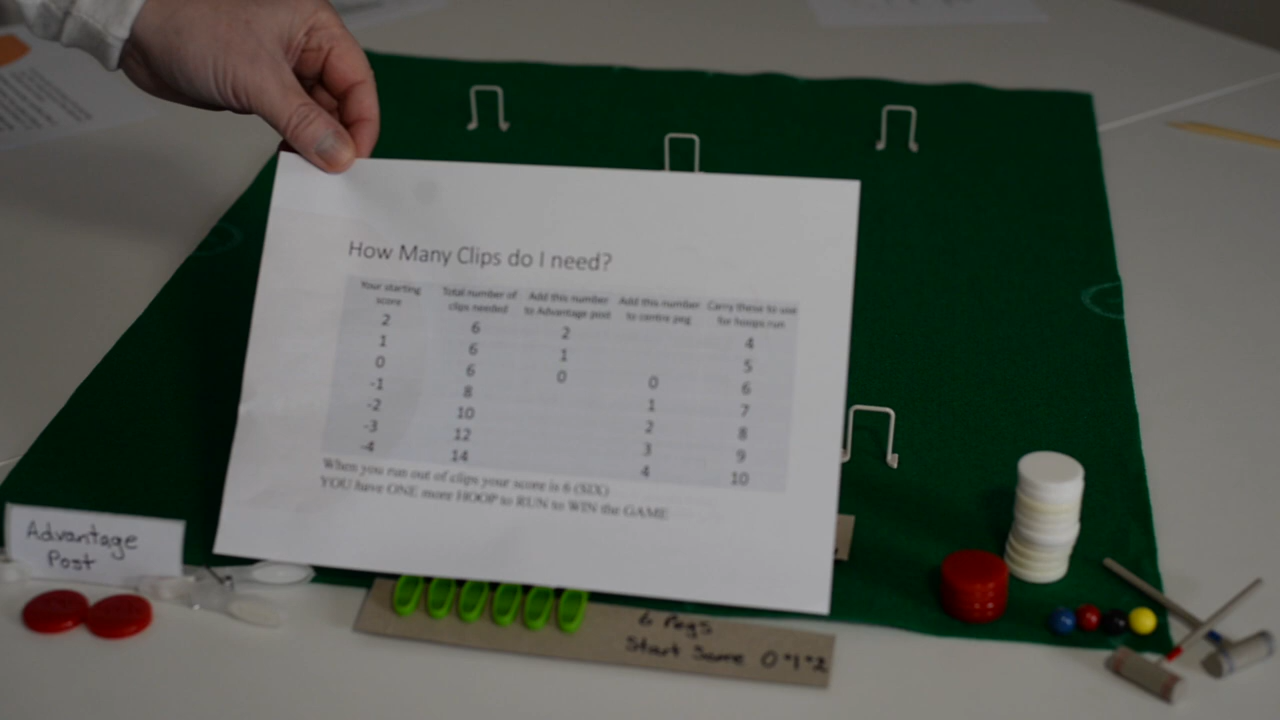 How Many Clips do I need?
Your starting score Total number of clips needed Add this number to Advantage post Add this number to centre peg Carry these to use for hoops run
2 6 2 4
1 6 1 5
0 6 0 0 6
-1 8 1 7
-2 10 2 8
-3 12 3 9
-4 14 4 10
When you run out of clips your score is 6 (SIX)
YOU have ONE more HOOP to RUN to WIN the GAME
Advantage
Post
6 Pegs
Start Same 0*1*2